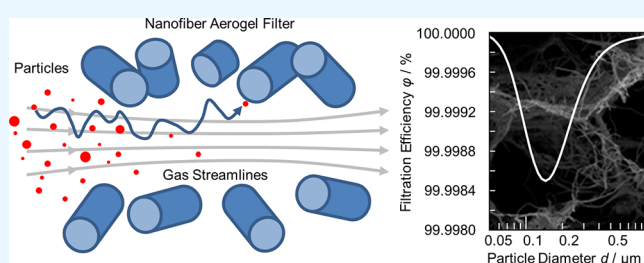 Nanofiber Aerogel Filter
Particles
Gas Streamlines
Filtration Efficiency φ / %
100.0000
99.9996
99.9992
99.9988
99.9984
99.9980
0.05 0.1 0.2 0.5
Particle Diameter d / μm